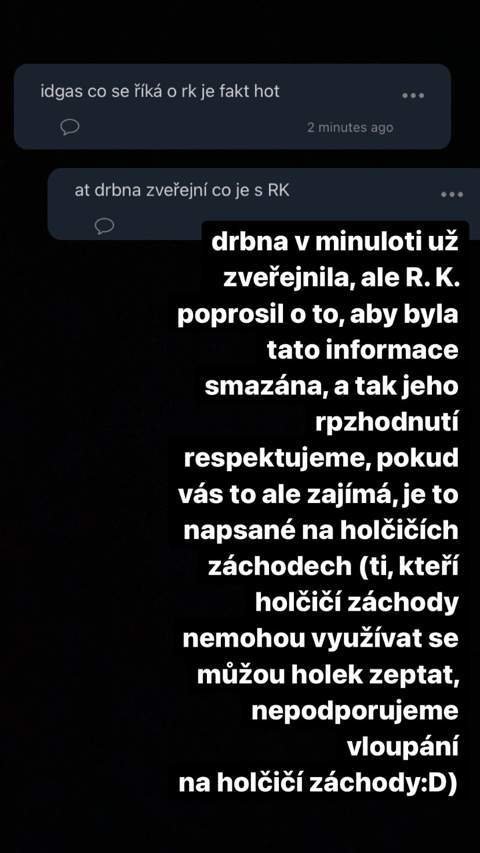 idgas co se říká o rk je fakt hot
2 minutes ago
at drbna zveřejní co je s RK
drbna v minuloti už
zveřejnila, ale R. K.
poprosil o to, aby byla
tato informace
smazána, a tak jeho
rpzhodnutí
respektujeme, pokud
vás to ale zajímá, je to
napsané na holčičích
záchodech (ti, kteří
holčičí záchody
nemohou využívat se
můžou holek zeptat,
nepodporujeme
vloupání
na holčičí záchody:D)